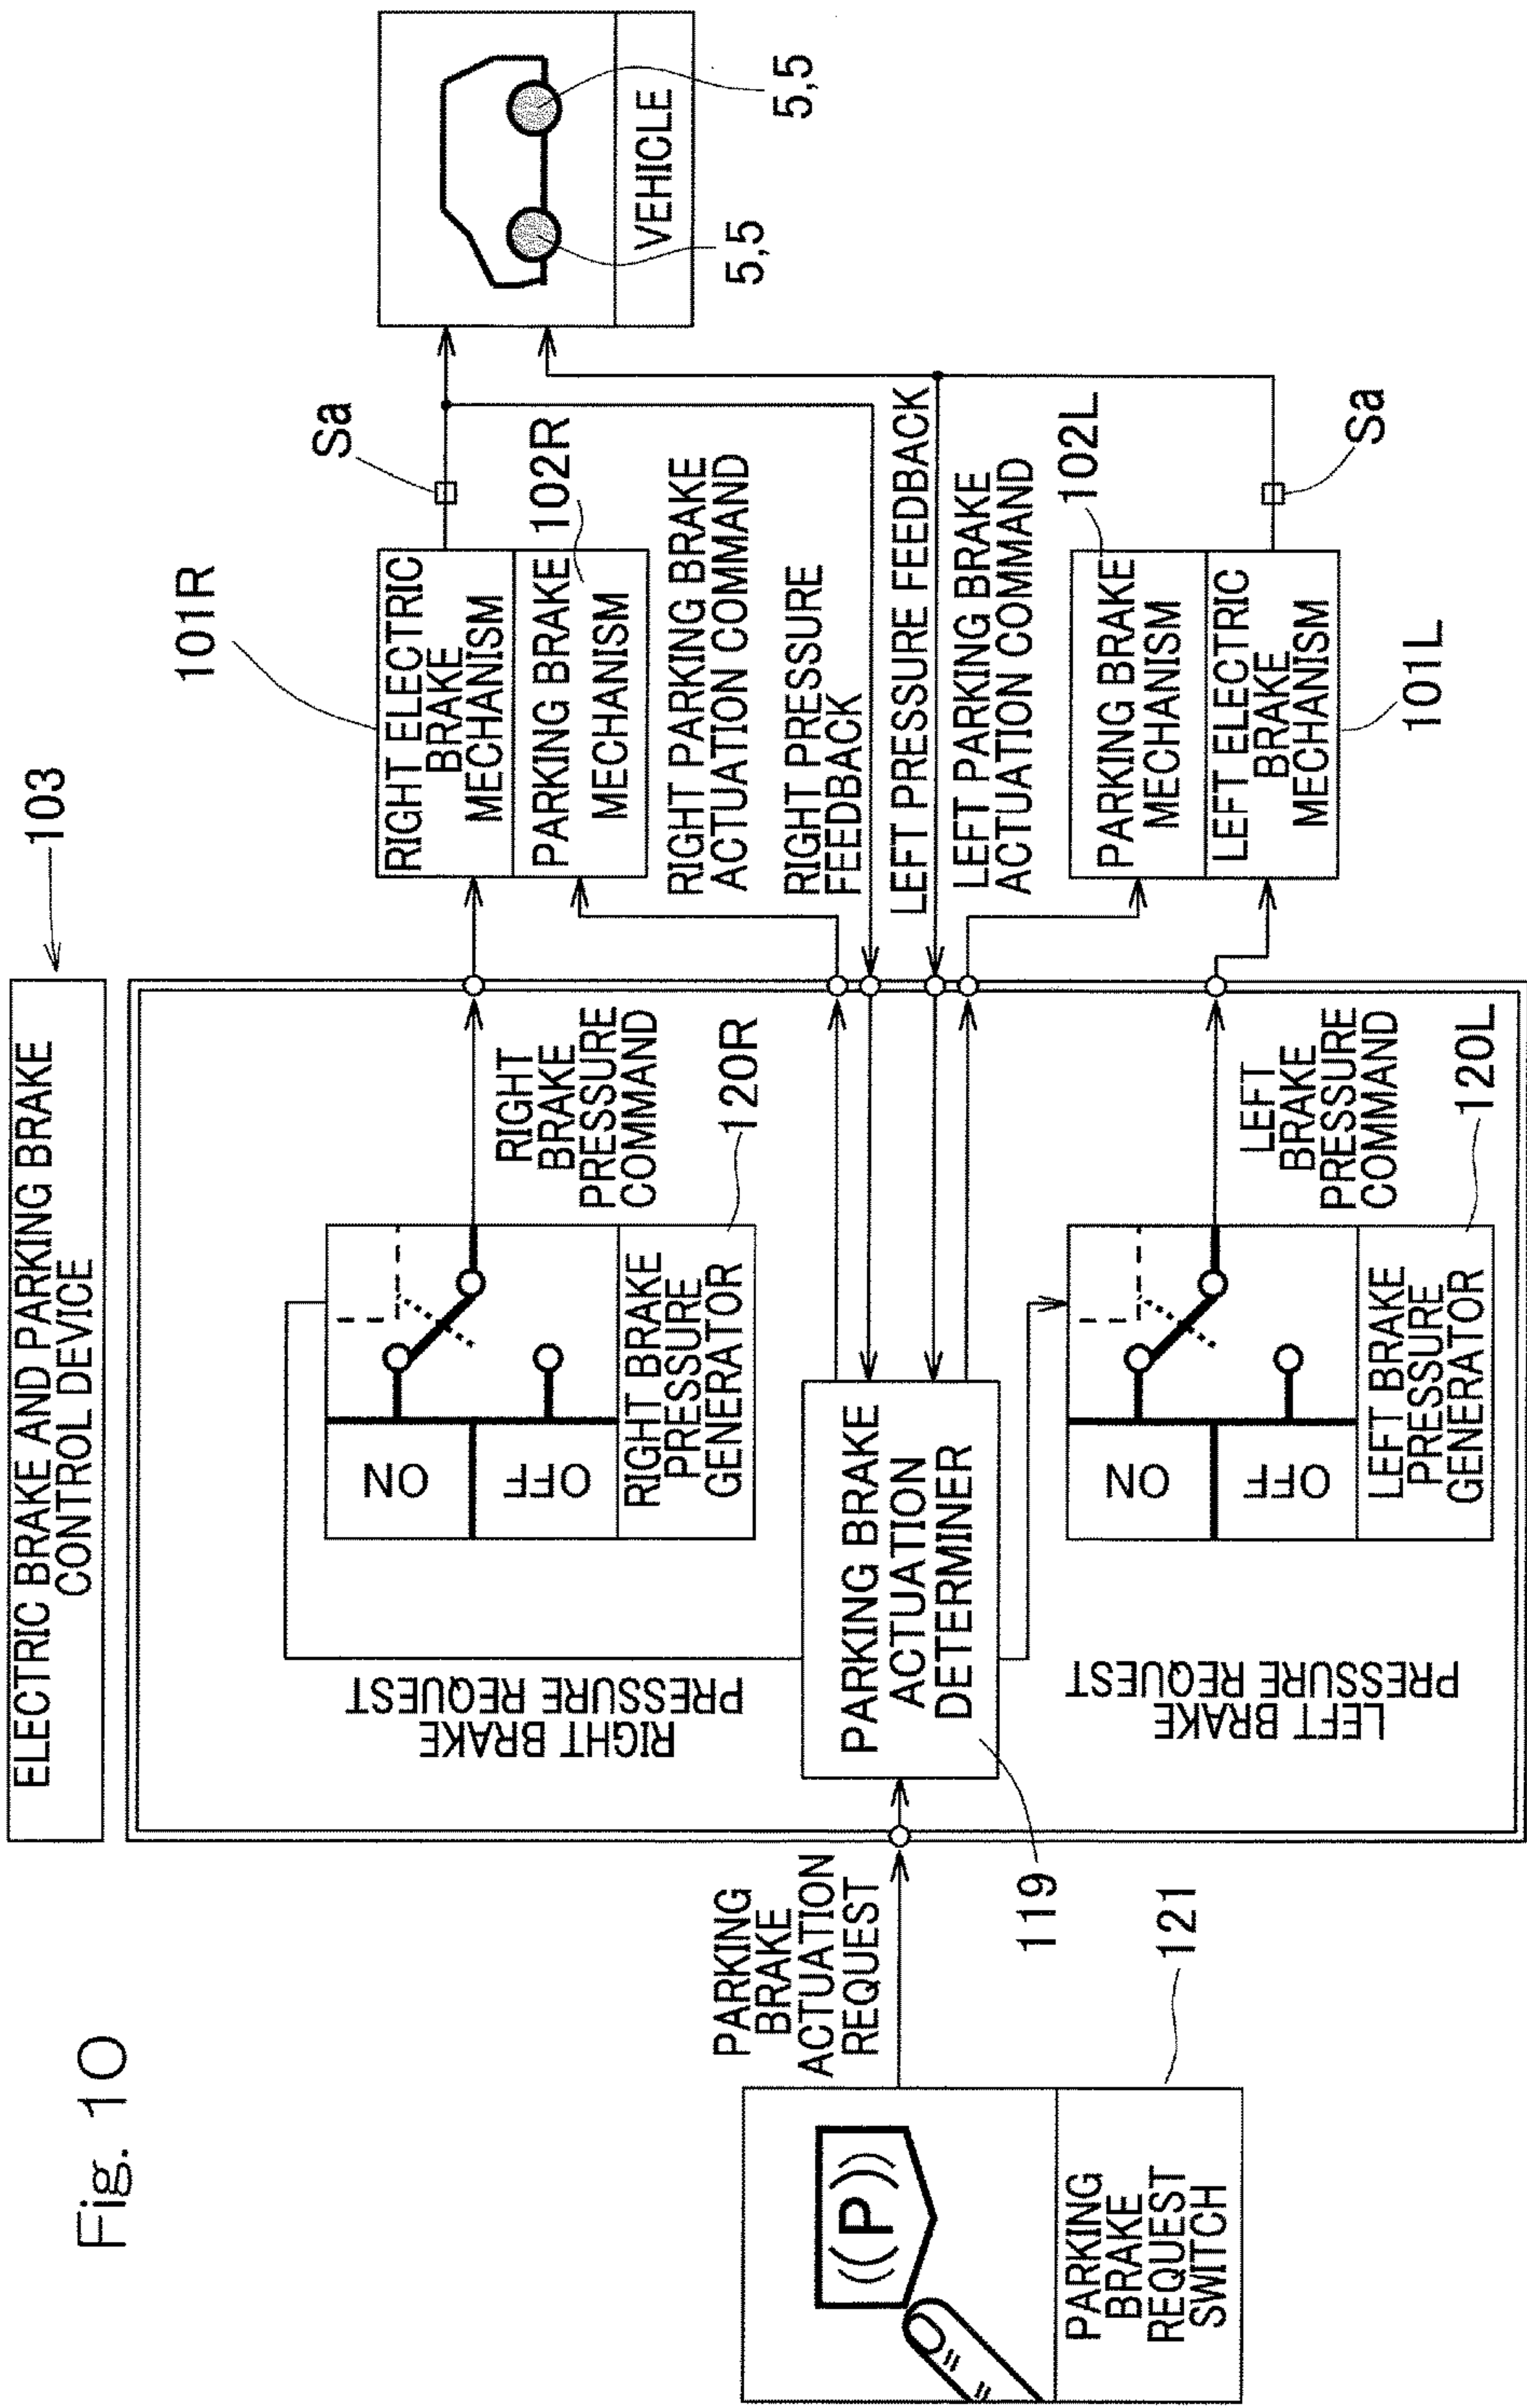 Fig. 10
ELECTRIC BRAKE AND PARKING BRAKE
CONTROL DEVICE
103
((P))
PARKING
BRAKE
REQUEST
SWITCH
121
PARKING
BRAKE
ACTUATION
REQUEST
RIGHT BRAKE
PRESSURE REQUEST
PARKING BRAKE
ACTUATION
DETERMINER
119
LEFT BRAKE
PRESSURE REQUEST
ON
OFF
RIGHT BRAKE
PRESSURE
GENERATOR
120R
RIGHT
BRAKE
PRESSURE
COMMAND
ON
OFF
LEFT BRAKE
PRESSURE
GENERATOR
120L
LEFT
BRAKE
PRESSURE
COMMAND
101R
RIGHT ELECTRIC
BRAKE
MECHANISM
PARKING BRAKE
MECHANISM
102R
Sa
RIGHT PARKING BRAKE
ACTUATION COMMAND
RIGHT PRESSURE
FEEDBACK
LEFT PRESSURE FEEDBACK
LEFT PARKING BRAKE
ACTUATION COMMAND
PARKING BRAKE
MECHANISM
102L
LEFT ELECTRIC
BRAKE
MECHANISM
101L
Sa
VEHICLE
5,5
5,5